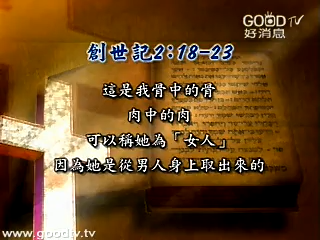 GOOD TV
好消息
創世記2:18-23
這是我骨中的骨
肉中的肉
可以稱她為「女人」
因為她是從男人身上取出來的
www.goodtv.tv